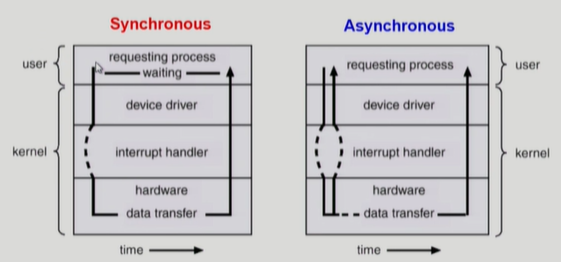 Synchronous
user
requesting process
waiting
device driver
kernel
interrupt handler
hardware
data transfer
time
Asynchronous
requesting process
user
device driver
interrupt handler
kernel
hardware
data transfer
time